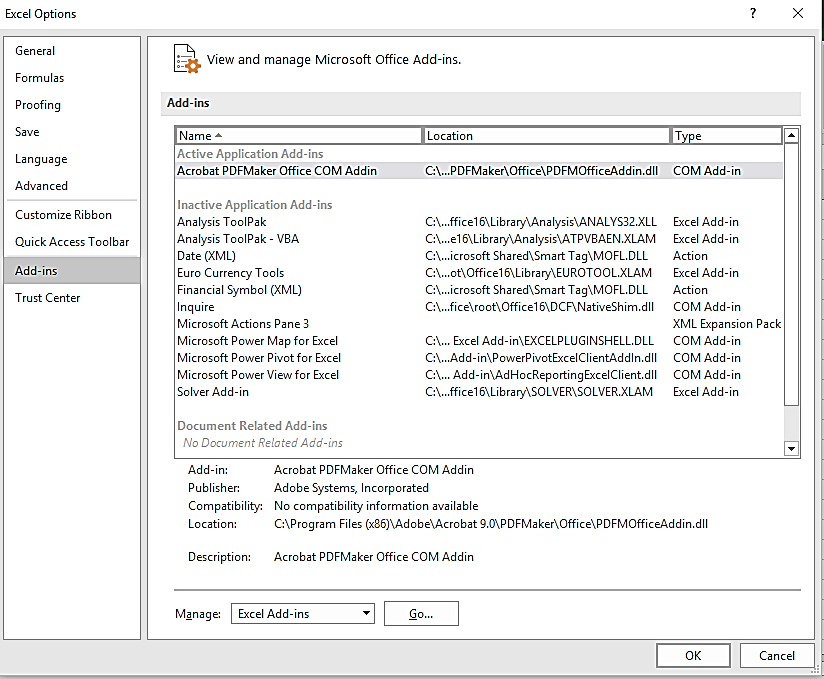 Excel Options ?
General
Formulas
Proofing
Save
Language
Advanced
Customize Ribbon
Quick Access Toolbar
Add-ins
Trust Center
View and manage Microsoft Office Add-ins.
Add-ins
Name Location Type
Active Application Add-ins
Acrobat PDFMaker Office COM Addin C:\...PDFMaker\Office\PDFMOfficeAddin.dll COM Add-in
Inactive Application Add-ins
Analysis ToolPak C:\...ffice16\Library\Analysis\ANALYS32.XLL Excel Add-in
Analysis ToolPak - VBA C:\...e16\Library\Analysis\ATPVBAEN.XLAM Excel Add-in
Date (XML) C:\...icrosoft Shared\Smart Tag\MOFL.DLL Action
Euro Currency Tools C:\...ot\Office16\Library\EUROTOOL.XLAM Excel Add-in
Financial Symbol (XML) C:\...icrosoft Shared\Smart Tag\MOFL.DLL Action
Inquire C:\...fice\root\Office16\DCF\NativeShim.dll COM Add-in
Microsoft Actions Pane 3 XML Expansion Pack
Microsoft Power Map for Excel C:\... Excel Add-in\EXCELPLUGINSHELL.DLL COM Add-in
Microsoft Power Pivot for Excel C:\...Add-in\PowerPivotExcelClientAddIn.dll COM Add-in
Microsoft Power View for Excel C:\... Add-in\AdHocReportingExcelClient.dll COM Add-in
Solver Add-in C:\...ffice16\Library\SOLVER\SOLVER.XLAM Excel Add-in
Document Related Add-ins
No Document Related Add-ins
Add-in: Acrobat PDFMaker Office COM Addin
Publisher: Adobe Systems, Incorporated
Compatibility: No compatibility information available
Location: C:\Program Files (x86)\Adobe\Acrobat 9.0\PDFMaker\Office\PDFMOfficeAddin.dll
Description: Acrobat PDFMaker Office COM Addin
Manage: Excel Add-ins Go...
OK Cancel